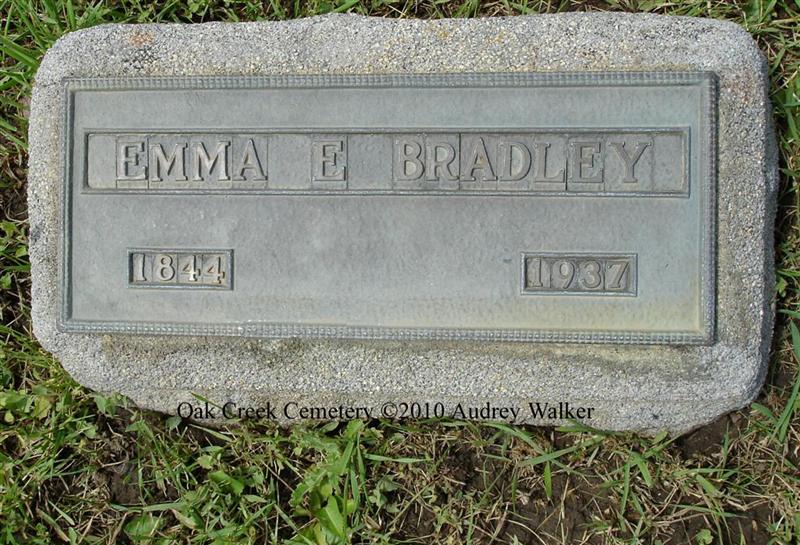 EMMA E BRADLEY
1844 1937
Oak Creek Cemetery ©2010 Audrey Walker